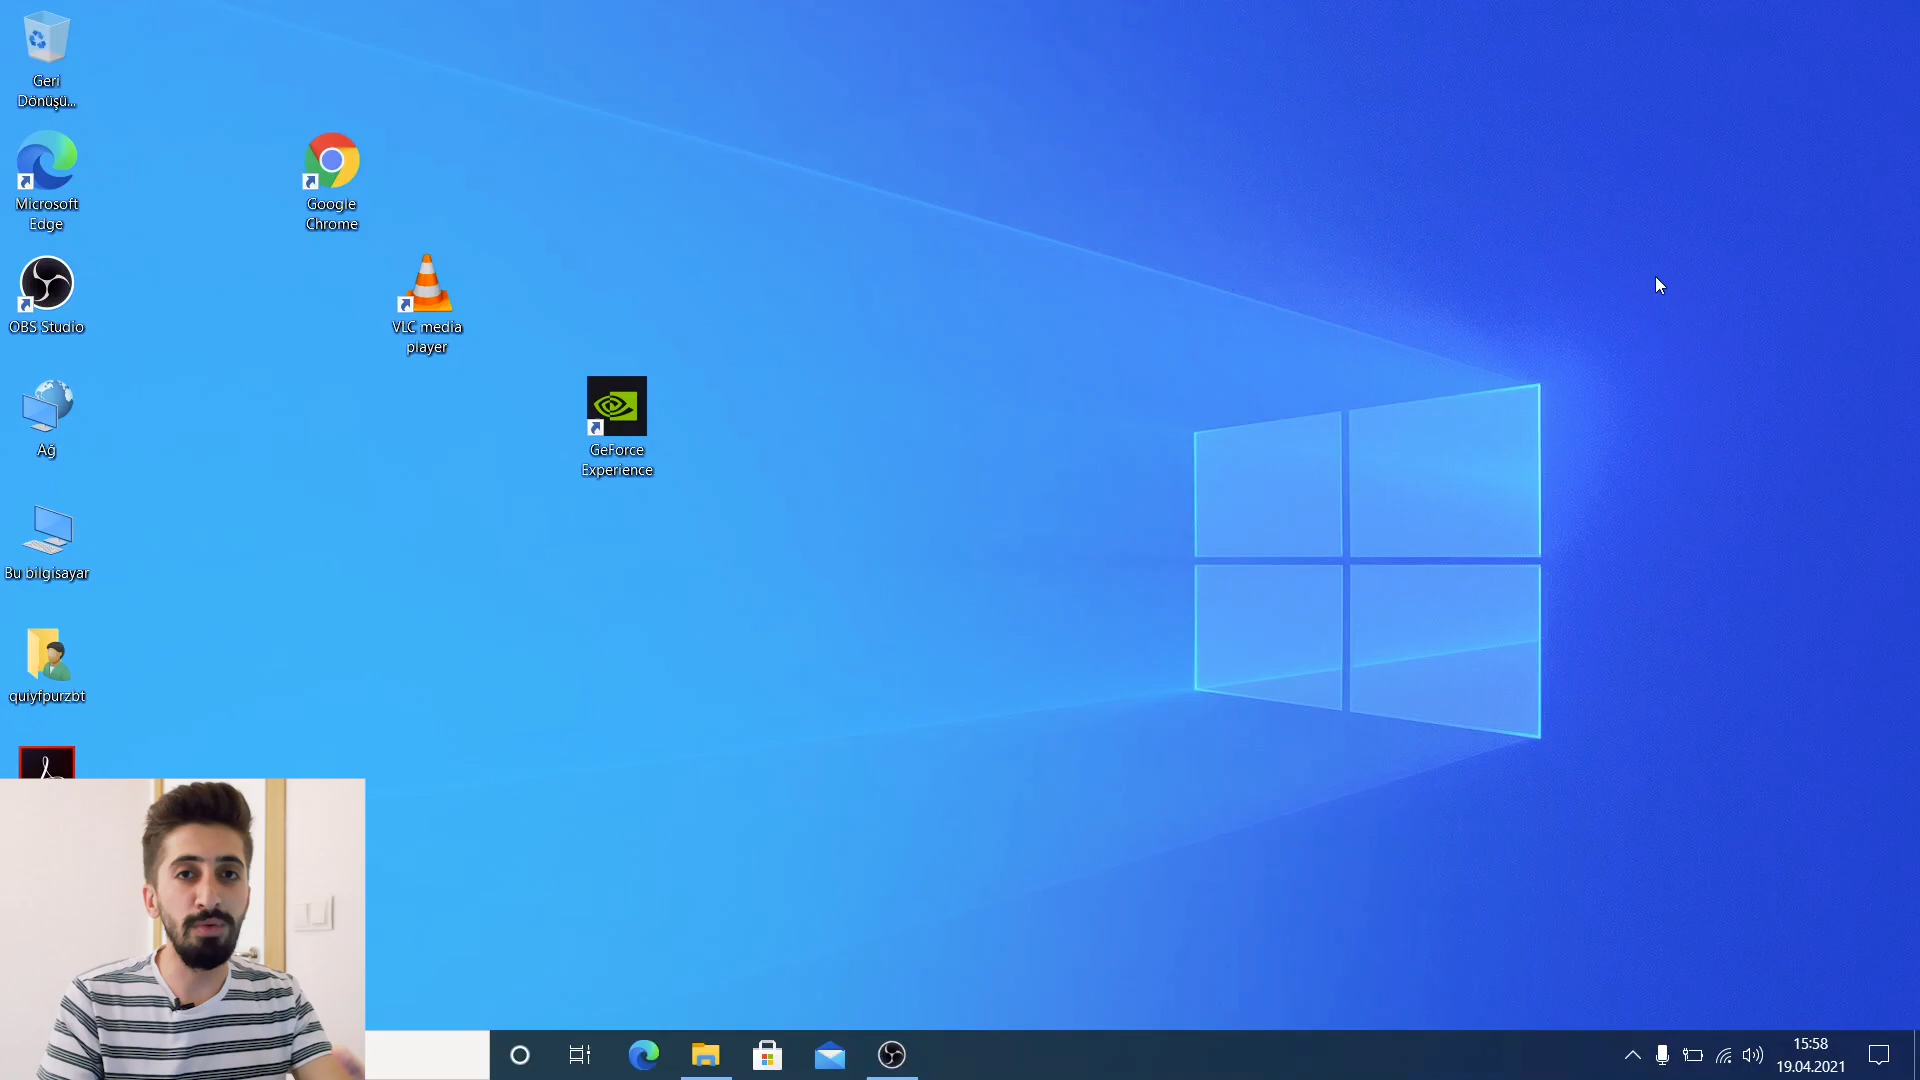 Geri
Dönüşü...
Microsoft
Edge
Google
Chrome
OBS Studio
VLC media
player
Ağ
GeForce
Experience
Bu bilgisayar
quiyfpurzbt
15:58
19.04.2021